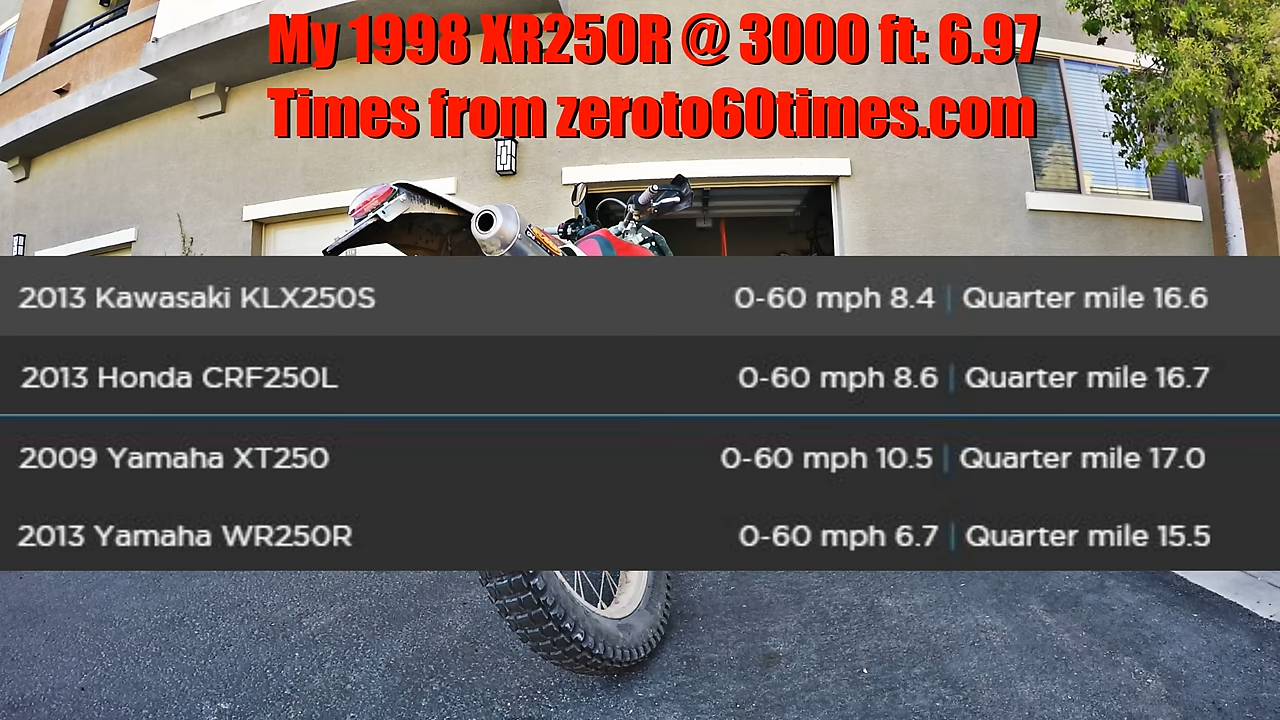 My 1998 XR250R @ 3000 ft: 6.97
Times from zeroto60times.com
2013 Kawasaki KLX250S 0-60 mph 8.4 | Quarter mile 16.6
2013 Honda CRF250L 0-60 mph 8.6 | Quarter mile 16.7
2009 Yamaha XT250 0-60 mph 10.5 | Quarter mile 17.0
2013 Yamaha WR250R 0-60 mph 6.7 | Quarter mile 15.5